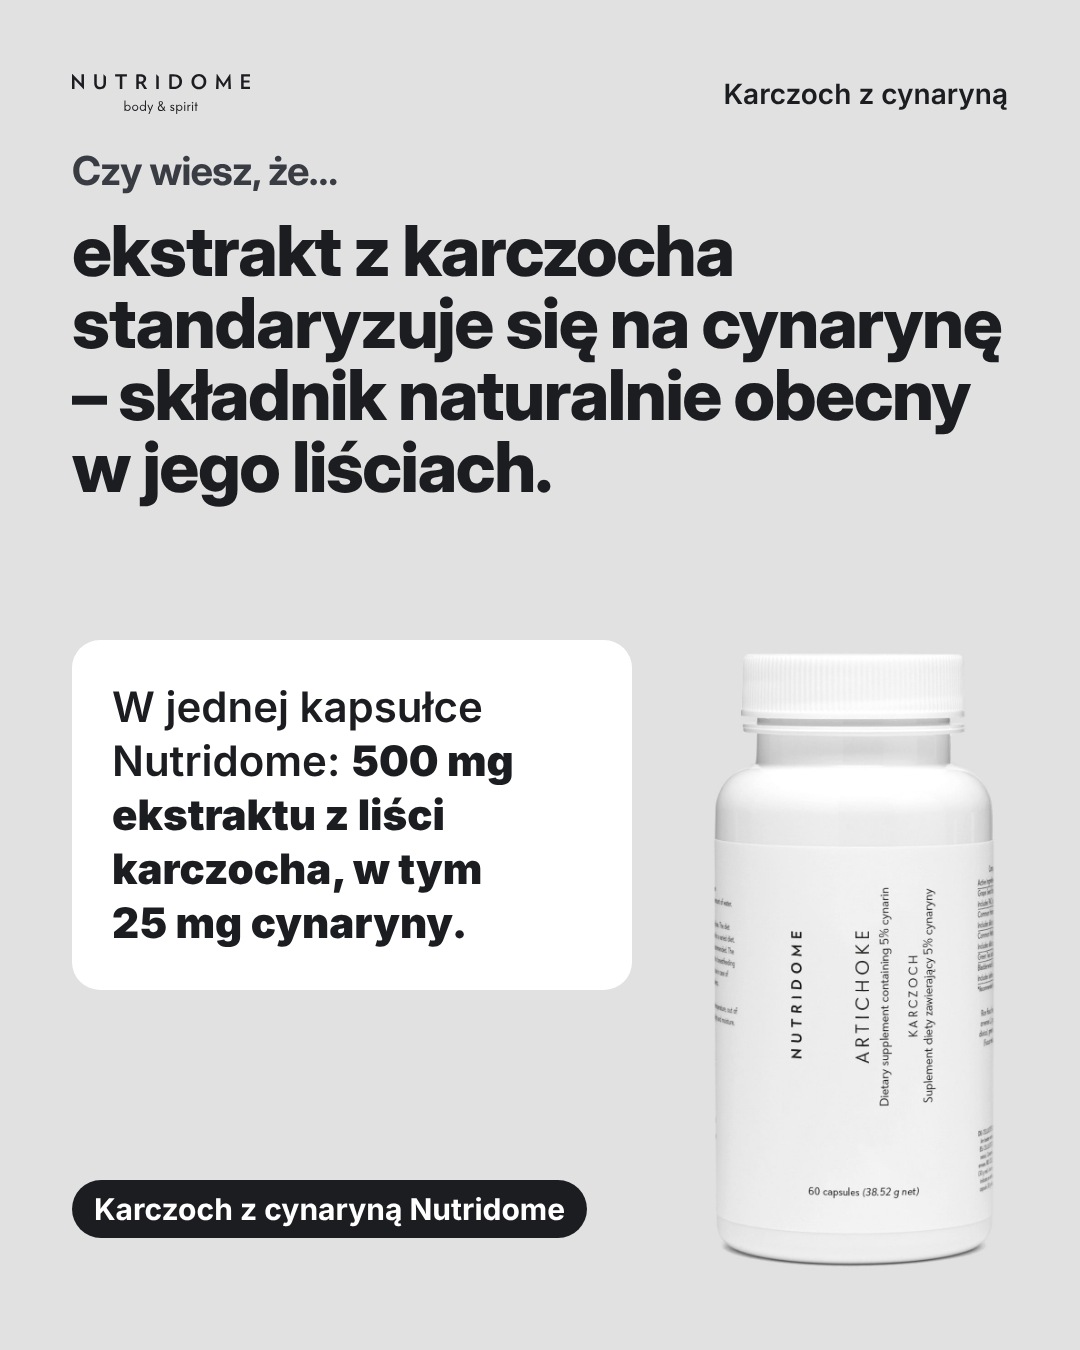 NUTRIDOME
body & spirit
Karczoch z cynaryną
Czy wiesz, że...
ekstrakt z karczocha
standaryzuje się na cynarynę
– składnik naturalnie obecny
w jego liściach.
W jednej kapsułce
Nutridome: 500 mg
ekstraktu z liści
karczocha, w tym
25 mg cynaryny.
NUTRIDOME
ARTICHOKE
Dietary supplement containing 5% cynarin
KARCZOCH
Suplement diety zawierający 5% cynaryny
60 capsules (38.52 g net)
Karczoch z cynaryną Nutridome